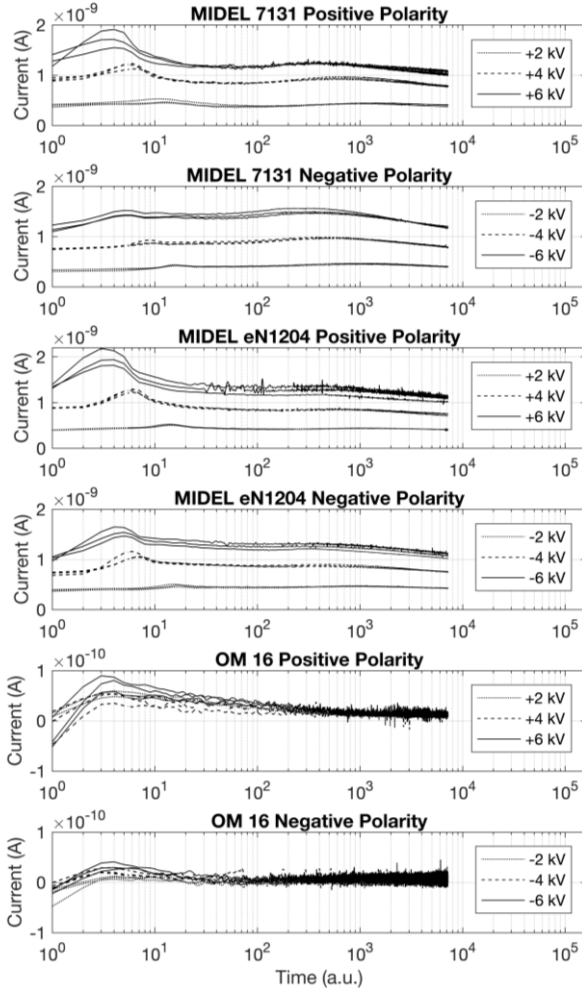 MIDEL 7131 Positive Polarity
×10⁻⁹
Current (A)
2
1
0
+2 kV
+4 kV
+6 kV
10⁰ 10¹ 10² 10³ 10⁴ 10⁵
MIDEL 7131 Negative Polarity
×10⁻⁹
Current (A)
2
1
0
-2 kV
-4 kV
-6 kV
10⁰ 10¹ 10² 10³ 10⁴ 10⁵
MIDEL eN1204 Positive Polarity
×10⁻⁹
Current (A)
2
1
0
+2 kV
+4 kV
+6 kV
10⁰ 10¹ 10² 10³ 10⁴ 10⁵
MIDEL eN1204 Negative Polarity
×10⁻⁹
Current (A)
2
1
0
-2 kV
-4 kV
-6 kV
10⁰ 10¹ 10² 10³ 10⁴ 10⁵
OM 16 Positive Polarity
×10⁻¹⁰
Current (A)
1
0
-1
+2 kV
+4 kV
+6 kV
10⁰ 10¹ 10² 10³ 10⁴ 10⁵
OM 16 Negative Polarity
×10⁻¹⁰
Current (A)
1
0
-1
-2 kV
-4 kV
-6 kV
10⁰ 10¹ 10² 10³ 10⁴ 10⁵
Time (a.u.)